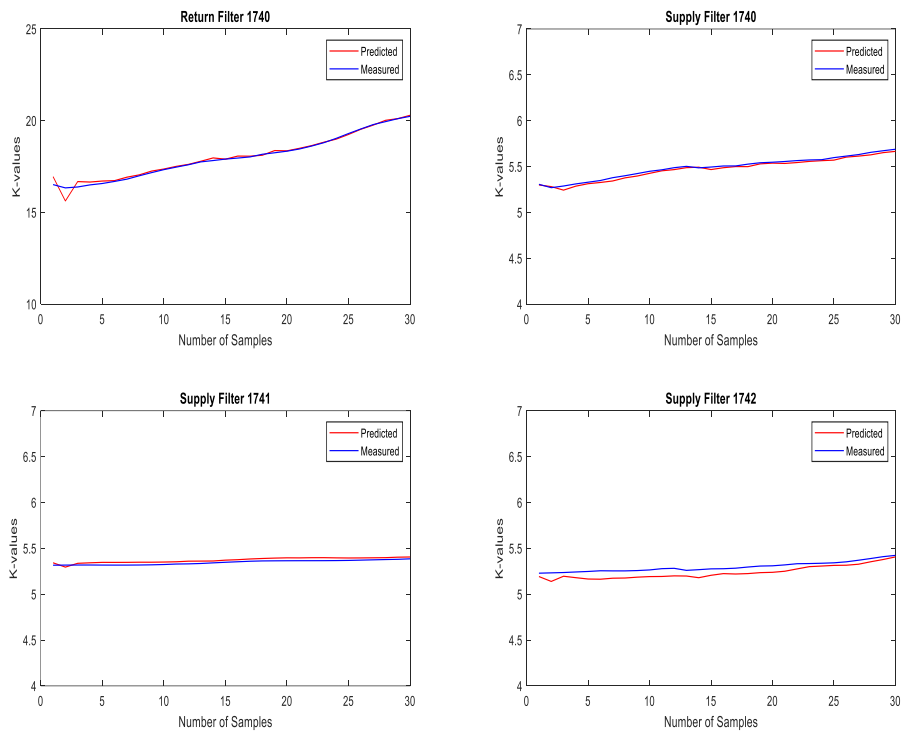 Return Filter 1740
25
20
15
10
K-values
0 5 10 15 20 25 30
Number of Samples
Predicted
Measured
Supply Filter 1740
7
6.5
6
5.5
5
4.5
4
K-values
0 5 10 15 20 25 30
Number of Samples
Predicted
Measured
Supply Filter 1741
7
6.5
6
5.5
5
4.5
4
K-values
0 5 10 15 20 25 30
Number of Samples
Predicted
Measured
Supply Filter 1742
7
6.5
6
5.5
5
4.5
4
K-values
0 5 10 15 20 25 30
Number of Samples
Predicted
Measured